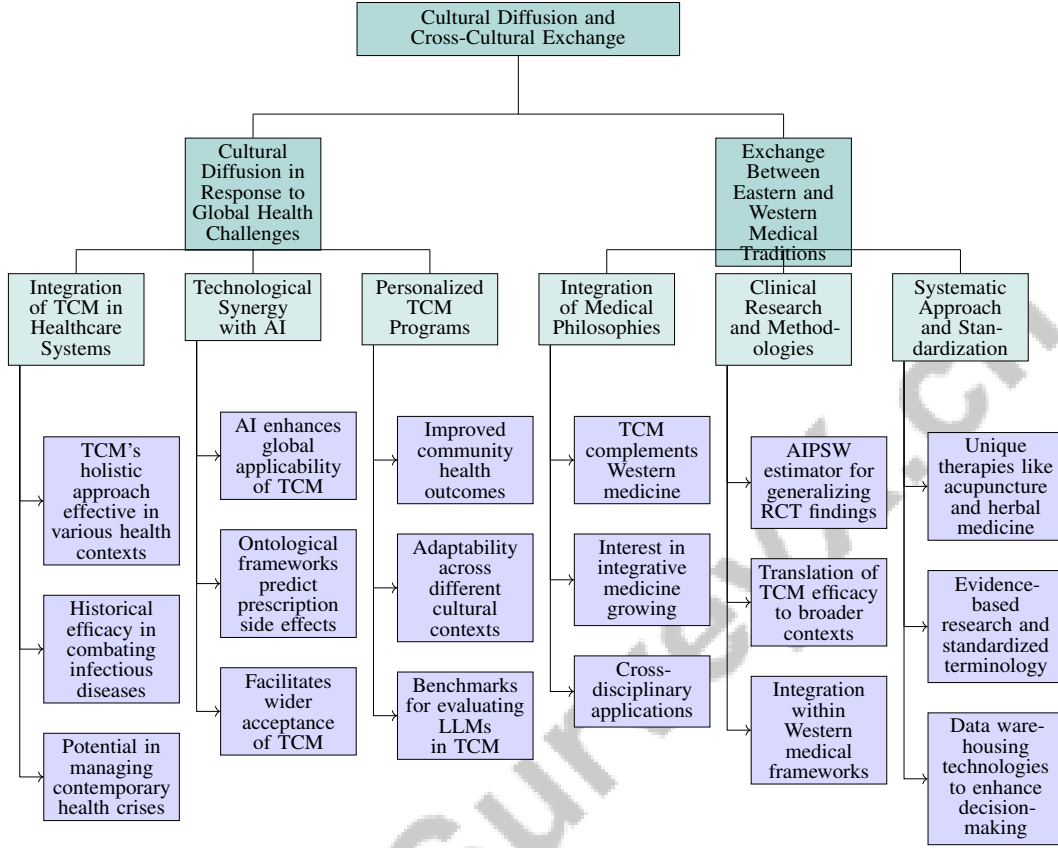 Cultural Diffusion and
Cross-Cultural Exchange
Cultural
Diffusion in
Response to
Global Health
Challenges
Exchange
Between
Eastern and
Western
Medical
Traditions
Integration
of TCM in
Healthcare
Systems
Technological
Synergy
with AI
Personalized
TCM
Programs
Integration
of Medical
Philosophies
Clinical
Research
and Method-
ologies
Systematic
Approach
and Stan-
dardization
TCM's
holistic
approach
effective in
various health
contexts
Historical
efficacy in
combating
infectious
diseases
Potential in
managing
contemporary
health crises
AI enhances
global
applicability
of TCM
Ontological
frameworks
predict
prescription
side effects
Facilitates
wider
acceptance
of TCM
Improved
community
health
outcomes
Adaptability
across
different
cultural
contexts
Benchmarks
for evaluating
LLMs
in TCM
TCM
complements
Western
medicine
Interest in
integrative
medicine
growing
Cross-
disciplinary
applications
AIPSW
estimator for
generalizing
RCT findings
Translation of
TCM efficacy
to broader
contexts
Integration
within
Western
medical
frameworks
Unique
therapies like
acupuncture
and herbal
medicine
Evidence-
based
research and
standardized
terminology
Data ware-
housing
technologies
to enhance
decision-
making